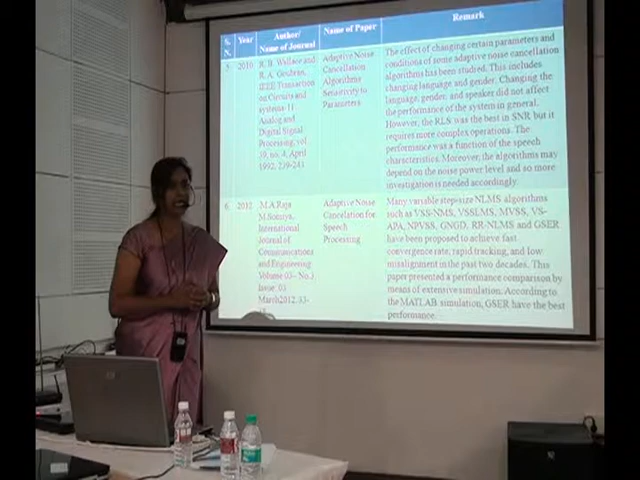 S. N.
Year
Author/
Name of Journal
Name of Paper
Remark
5
2010
R. B. Wallace and
R. A. Goubran,
IEEE Transaction
on Circuits and
systems-11
Analog and
Digital Signal
Processing, vol
39, no. 4, April
1992, 239-243.
Adaptive Noise
Cancellation
Algorithms
Sensitivity to
Parameters
The effect of changing certain parameters and
conditions of some adaptive noise cancellation
algorithms has been studied. This includes
changing language and gender. Changing the
language, gender, and speaker did not affect
the performance of the system in general.
However, the RLS was the best in SNR but it
requires more complex operations. The
performance was a function of the speech
characteristics. Moreover, the algorithms may
depend on the noise power level and so more
investigation is needed accordingly.
6
2012
.M.A.Raja
International
Journal of
Communications
and Engineering
Volume 03– No.3,
Issue: 03
March2012, 33-
Adaptive Noise
Cancellation for
Speech
Processing
Many variable step-size NLMS algorithms
such as VSS-NMS, VSSLMS, MVSS, VS-
APA, NPVSS, GNGD, RR-NLMS and GSER
have been proposed to achieve fast
convergence rate, rapid tracking, and low
misalignment in the past two decades. This
paper presented a performance comparison by
means of extensive simulation. According to
the MATLAB simulation, GSER have the best
performance.